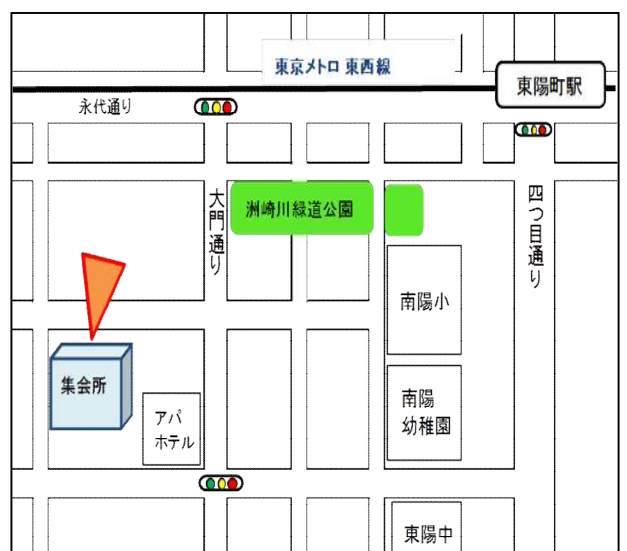 東京メトロ 東西線
東陽町駅
永代通り
大門通り
洲崎川緑道公園
四つ目通り
南陽小
集会所
アパ
ホテル
南陽
幼稚園
東陽中